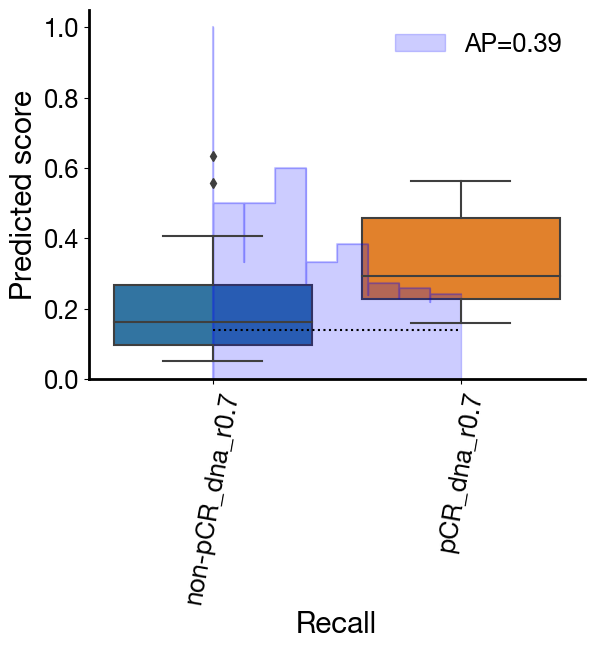 1.0
0.8
0.6
0.4
0.2
0.0
Predicted score
AP=0.39
non-pCR_dna_r0.7
pCR_dna_r0.7
Recall